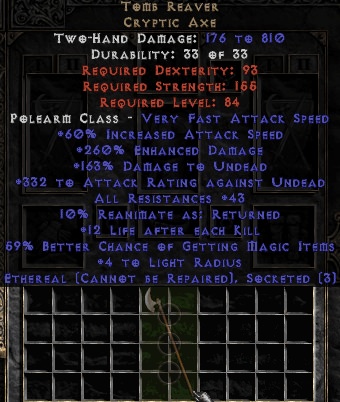 Tomb Reaver
Cryptic Axe
Two-Hand Damage: 176 to 810
Durability: 33 of 33
Required Dexterity: 93
Required Strength: 155
Required Level: 84
Polearm Class - Very Fast Attack Speed
+60% Increased Attack Speed
+260% Enhanced Damage
+163% Damage to Undead
+332 to Attack Rating against Undead
All Resistances +43
10% Reanimate as: Returned
+12 Life after each Kill
59% Better Chance of Getting Magic Items
+4 to Light Radius
Ethereal (Cannot be Repaired), Socketed (3)